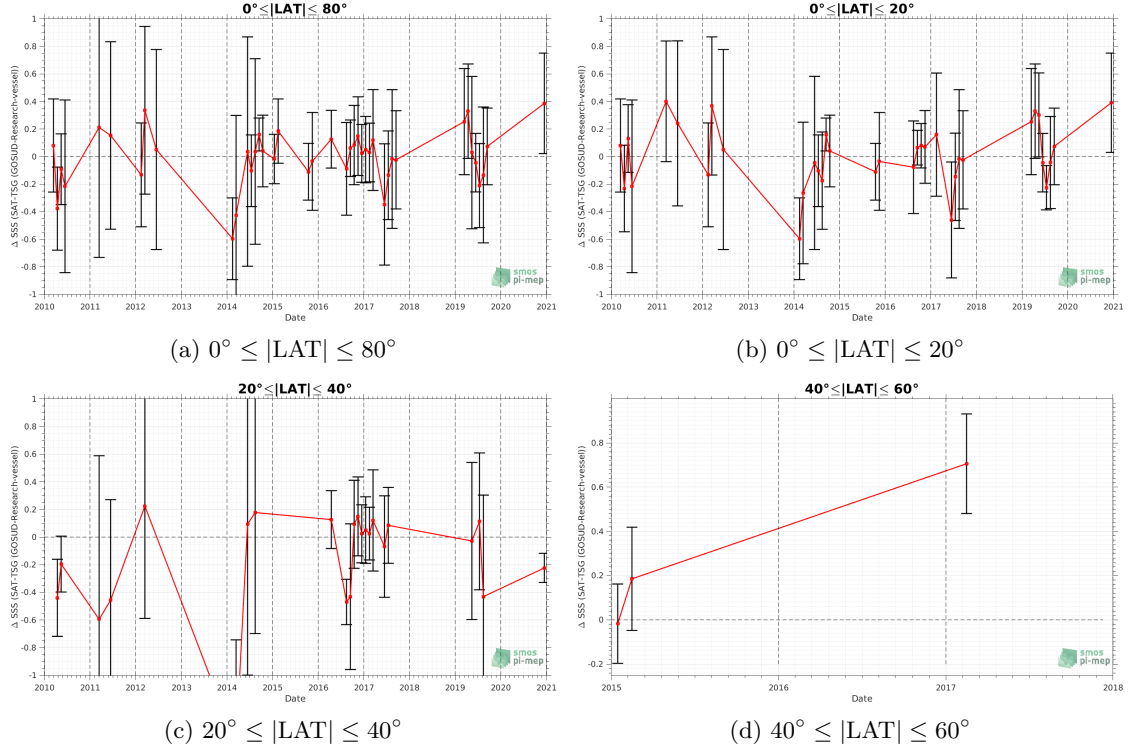 0°≤|LAT|≤ 80°
1
0.8
0.6
0.4
0.2
0
-0.2
-0.4
-0.6
-0.8
-1
Δ SSS (SAT-TSG (GOSUD-Research-vessel))
2010 2011 2012 2013 2014 2015 2016 2017 2018 2019 2020 2021
Date
smos
pi-mep
(a) 0° ≤ |LAT| ≤ 80°
0°≤|LAT|≤ 20°
1
0.8
0.6
0.4
0.2
0
-0.2
-0.4
-0.6
-0.8
-1
Δ SSS (SAT-TSG (GOSUD-Research-vessel))
2010 2011 2012 2013 2014 2015 2016 2017 2018 2019 2020 2021
Date
smos
pi-mep
(b) 0° ≤ |LAT| ≤ 20°
20°≤|LAT|≤ 40°
1
0.8
0.6
0.4
0.2
0
-0.2
-0.4
-0.6
-0.8
-1
Δ SSS (SAT-TSG (GOSUD-Research-vessel))
2010 2011 2012 2013 2014 2015 2016 2017 2018 2019 2020 2021
Date
smos
pi-mep
(c) 20° ≤ |LAT| ≤ 40°
40°≤|LAT|≤ 60°
0.8
0.6
0.4
0.2
0
-0.2
Δ SSS (SAT-TSG (GOSUD-Research-vessel))
2015 2016 2017 2018
Date
smos
pi-mep
(d) 40° ≤ |LAT| ≤ 60°